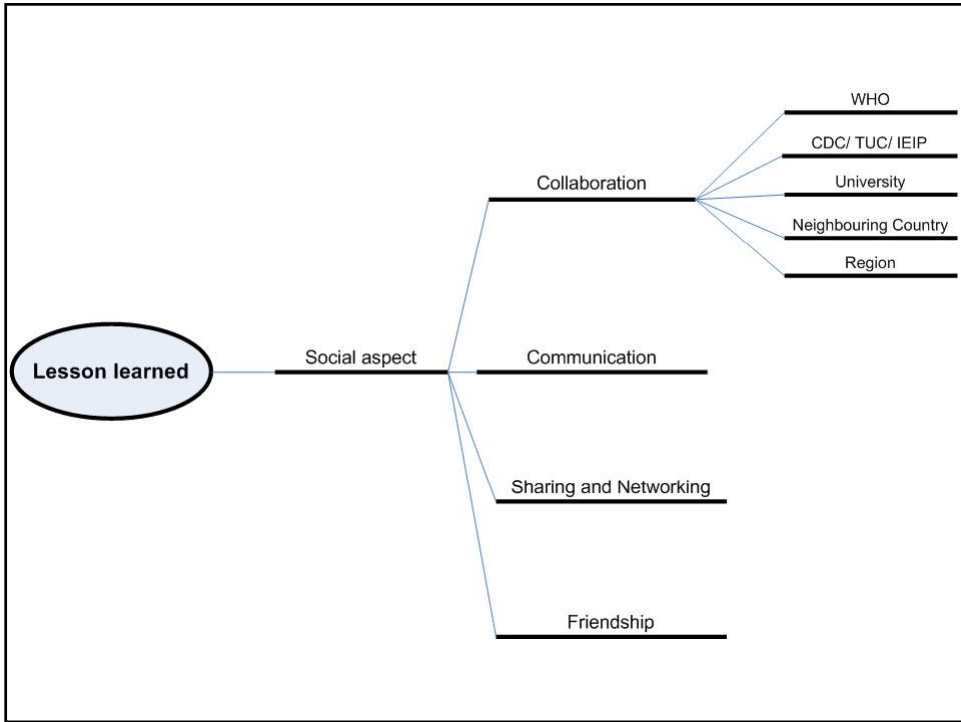 Lesson learned
Social aspect
Collaboration
WHO
CDC/ TUC/ IEIP
University
Neighbouring Country
Region
Communication
Sharing and Networking
Friendship